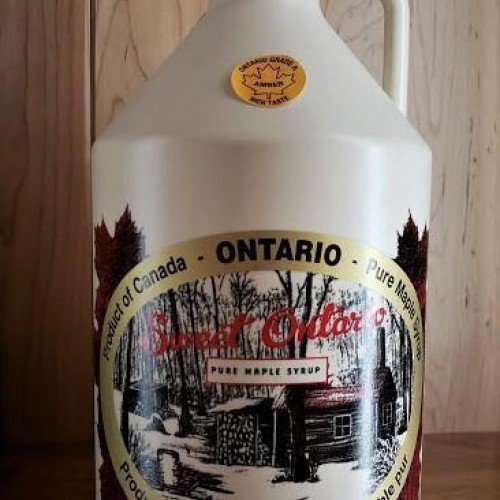 ONTARIO GRADE A
AMBER
RICH TASTE
Product of Canada - ONTARIO - Pure Maple Syrup
Sweet Ontario
PURE MAPLE SYRUP